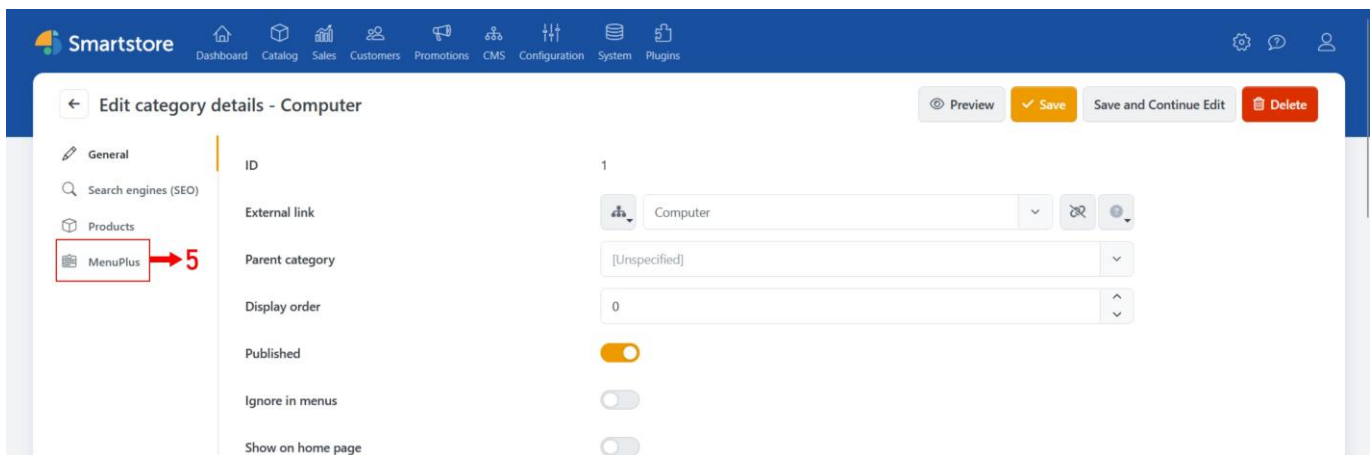 Smartstore
Dashboard Catalog Sales Customers Promotions CMS Configuration System Plugins
Edit category details - Computer
Preview Save Save and Continue Edit Delete
General
Search engines (SEO)
Products
MenuPlus 5
ID 1
External link Computer
Parent category [Unspecified]
Display order 0
Published
Ignore in menus
Show on home page